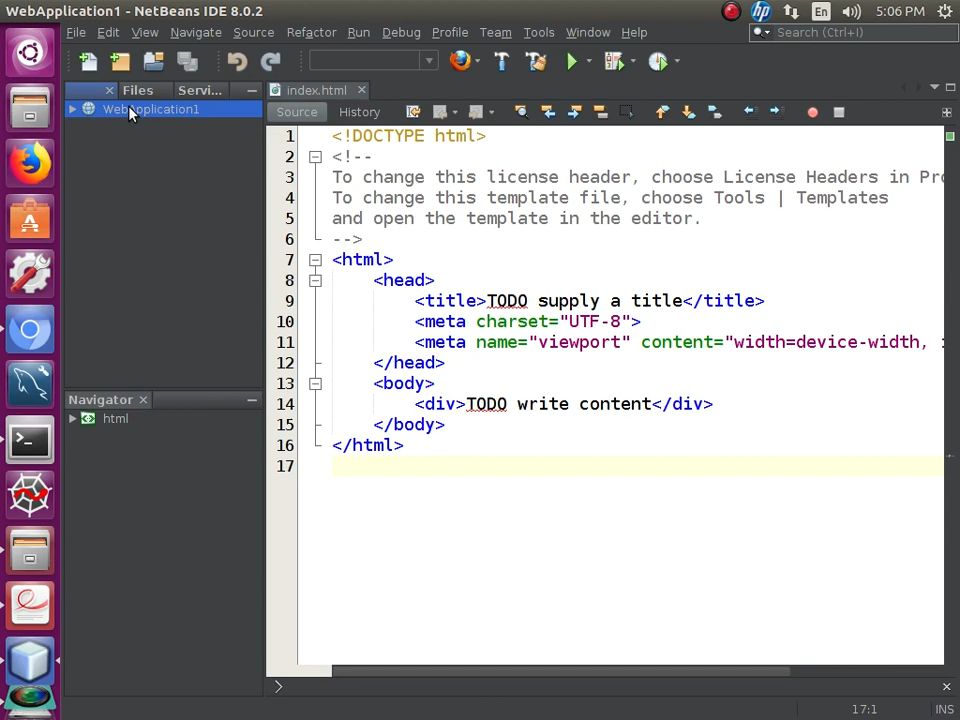 WebApplication1 - NetBeans IDE 8.0.2
hp
En
5:06 PM
File Edit View Navigate Source Refactor Run Debug Profile Team Tools Window Help
Search (Ctrl+I)
Files
Servi...
index.html
WebApplication1
Source
History
1 <!DOCTYPE html>
2 <!--
3 To change this license header, choose License Headers in Pro
4 To change this template file, choose Tools | Templates
5 and open the template in the editor.
6 -->
7 <html>
8 <head>
9 <title>TODO supply a title</title>
10 <meta charset="UTF-8">
11 <meta name="viewport" content="width=device-width,
12 </head>
13 <body>
14 <div>TODO write content</div>
15 </body>
16 </html>
17
Navigator
html
17:1
INS